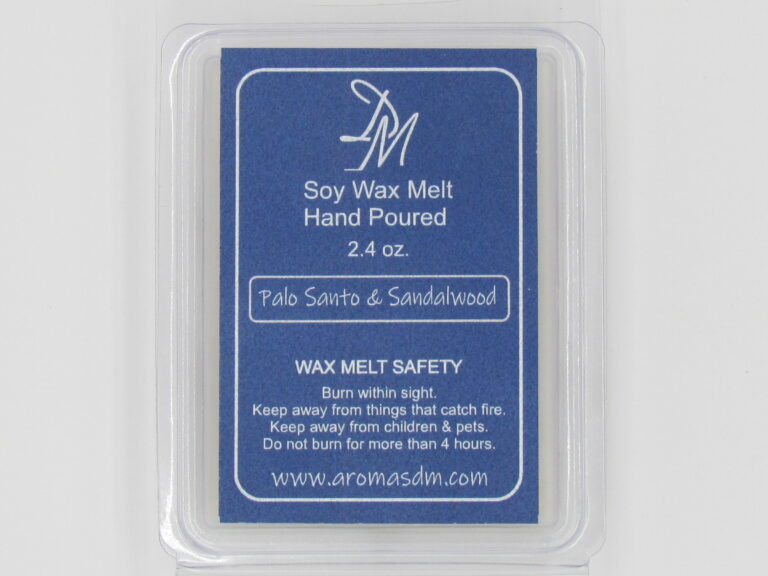 DM
Soy Wax Melt
Hand Poured
2.4 oz.
Palo Santo & Sandalwood
WAX MELT SAFETY
Burn within sight.
Keep away from things that catch fire.
Keep away from children & pets.
Do not burn for more than 4 hours.
www.aromasdm.com